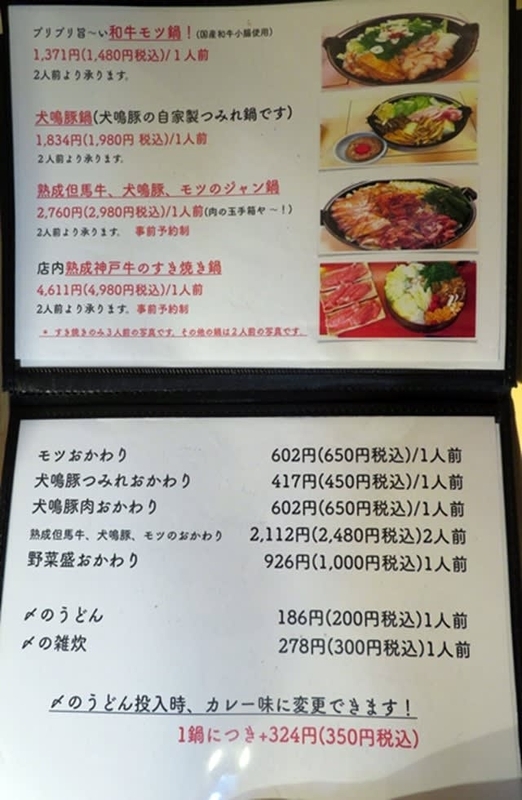 プリプリ旨〜い和牛モツ鍋！(国産和牛小腸使用)
1,371円(1,480円税込)/1人前
2人前より承ります。
犬鳴豚鍋(犬鳴豚の自家製つみれ鍋です)
1,834円(1,980円 税込)/1人前
2人前より承ります。
熟成但馬牛、犬鳴豚、モツのジャン鍋
2,760円(2,980円税込)/1人前(肉の玉手箱や〜！)
2人前より承ります。 事前予約制
店内熟成神戸牛のすき焼き鍋
4,611円(4,980円税込)/1人前
2人前より承ります。 事前予約制
* すき焼きのみ3人前の写真です。その他の鍋は2人前の写真です。
モツおかわり 602円(650円税込)/1人前
犬鳴豚つみれおかわり 417円(450円税込)/1人前
犬鳴豚肉おかわり 602円(650円税込)/1人前
熟成但馬牛、犬鳴豚、モツのおかわり 2,112円(2,480円税込)2人前
野菜盛おかわり 926円(1,000円税込)1人前
〆のうどん 186円(200円税込)1人前
〆の雑炊 278円(300円税込)1人前
〆のうどん投入時、カレー味に変更できます！
1鍋につき+324円(350円税込)